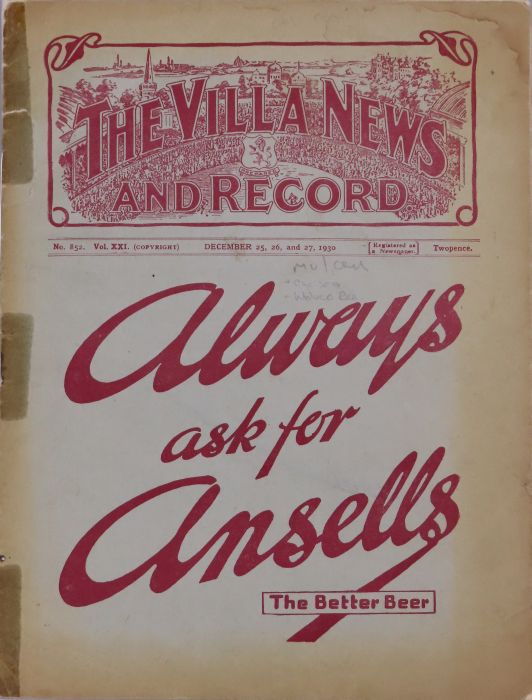 THE VILLA NEWS
AND RECORD.
No. 852. Vol. XXI. (COPYRIGHT) DECEMBER 25, 26, and 27, 1930 Registered as a Newspaper. Twopence.
Always
ask for
Ansells
The Better Beer